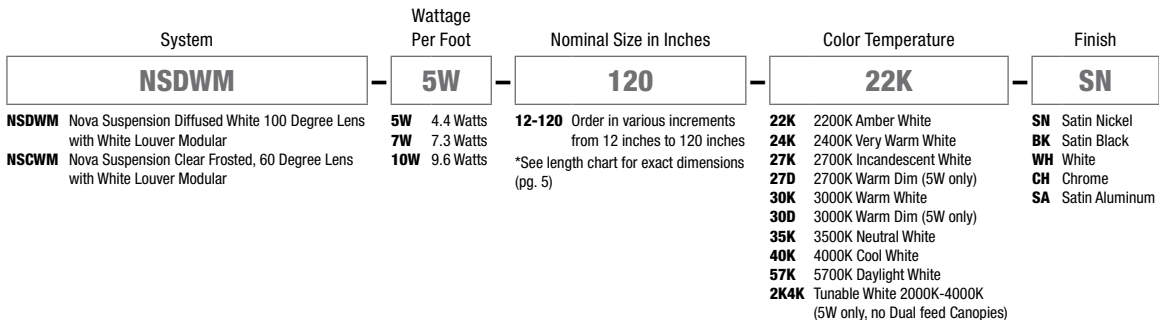 System
Wattage
Per Foot
Nominal Size in Inches
Color Temperature
Finish
NSDWM – 5W – 120 – 22K – SN
NSDWM Nova Suspension Diffused White 100 Degree Lens
with White Louver Modular
NSCWM Nova Suspension Clear Frosted, 60 Degree Lens
with White Louver Modular
5W 4.4 Watts
7W 7.3 Watts
10W 9.6 Watts
12-120 Order in various increments
from 12 inches to 120 inches
*See length chart for exact dimensions
(pg. 5)
22K 2200K Amber White
24K 2400K Very Warm White
27K 2700K Incandescent White
27D 2700K Warm Dim (5W only)
30K 3000K Warm White
30D 3000K Warm Dim (5W only)
35K 3500K Neutral White
40K 4000K Cool White
57K 5700K Daylight White
2K4K Tunable White 2000K-4000K
(5W only, no Dual feed Canopies)
SN Satin Nickel
BK Satin Black
WH White
CH Chrome
SA Satin Aluminum